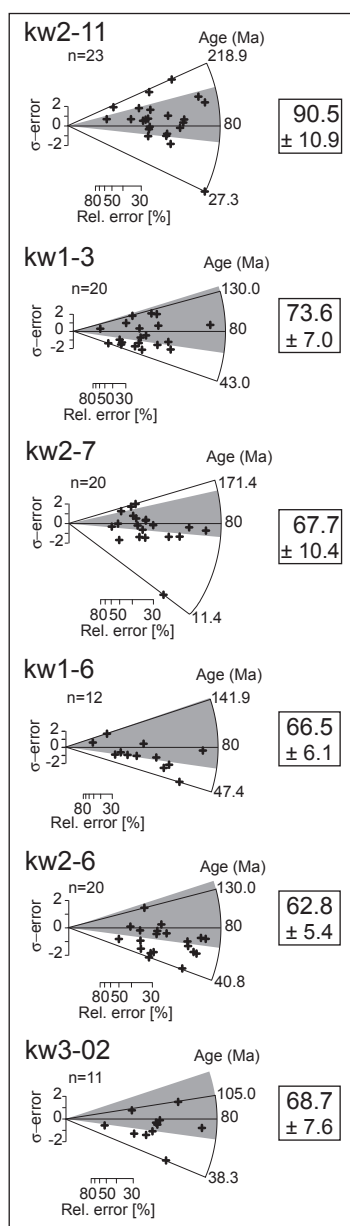 kw2-11
n=23
Age (Ma)
218.9
2
0
-2
σ–error
80
27.3
80 50 30
Rel. error [%]
90.5
± 10.9
kw1-3
n=20
Age (Ma)
130.0
2
0
-2
σ–error
80
43.0
80 50 30
Rel. error [%]
73.6
± 7.0
kw2-7
n=20
Age (Ma)
171.4
2
0
-2
σ–error
80
11.4
80 50 30
Rel. error [%]
67.7
± 10.4
kw1-6
n=12
Age (Ma)
141.9
2
0
-2
σ–error
80
47.4
80 30
Rel. error [%]
66.5
± 6.1
kw2-6
n=20
Age (Ma)
130.0
2
0
-2
σ–error
80
40.8
80 50 30
Rel. error [%]
62.8
± 5.4
kw3-02
n=11
Age (Ma)
105.0
2
0
-2
σ–error
80
38.3
80 50 30
Rel. error [%]
68.7
± 7.6